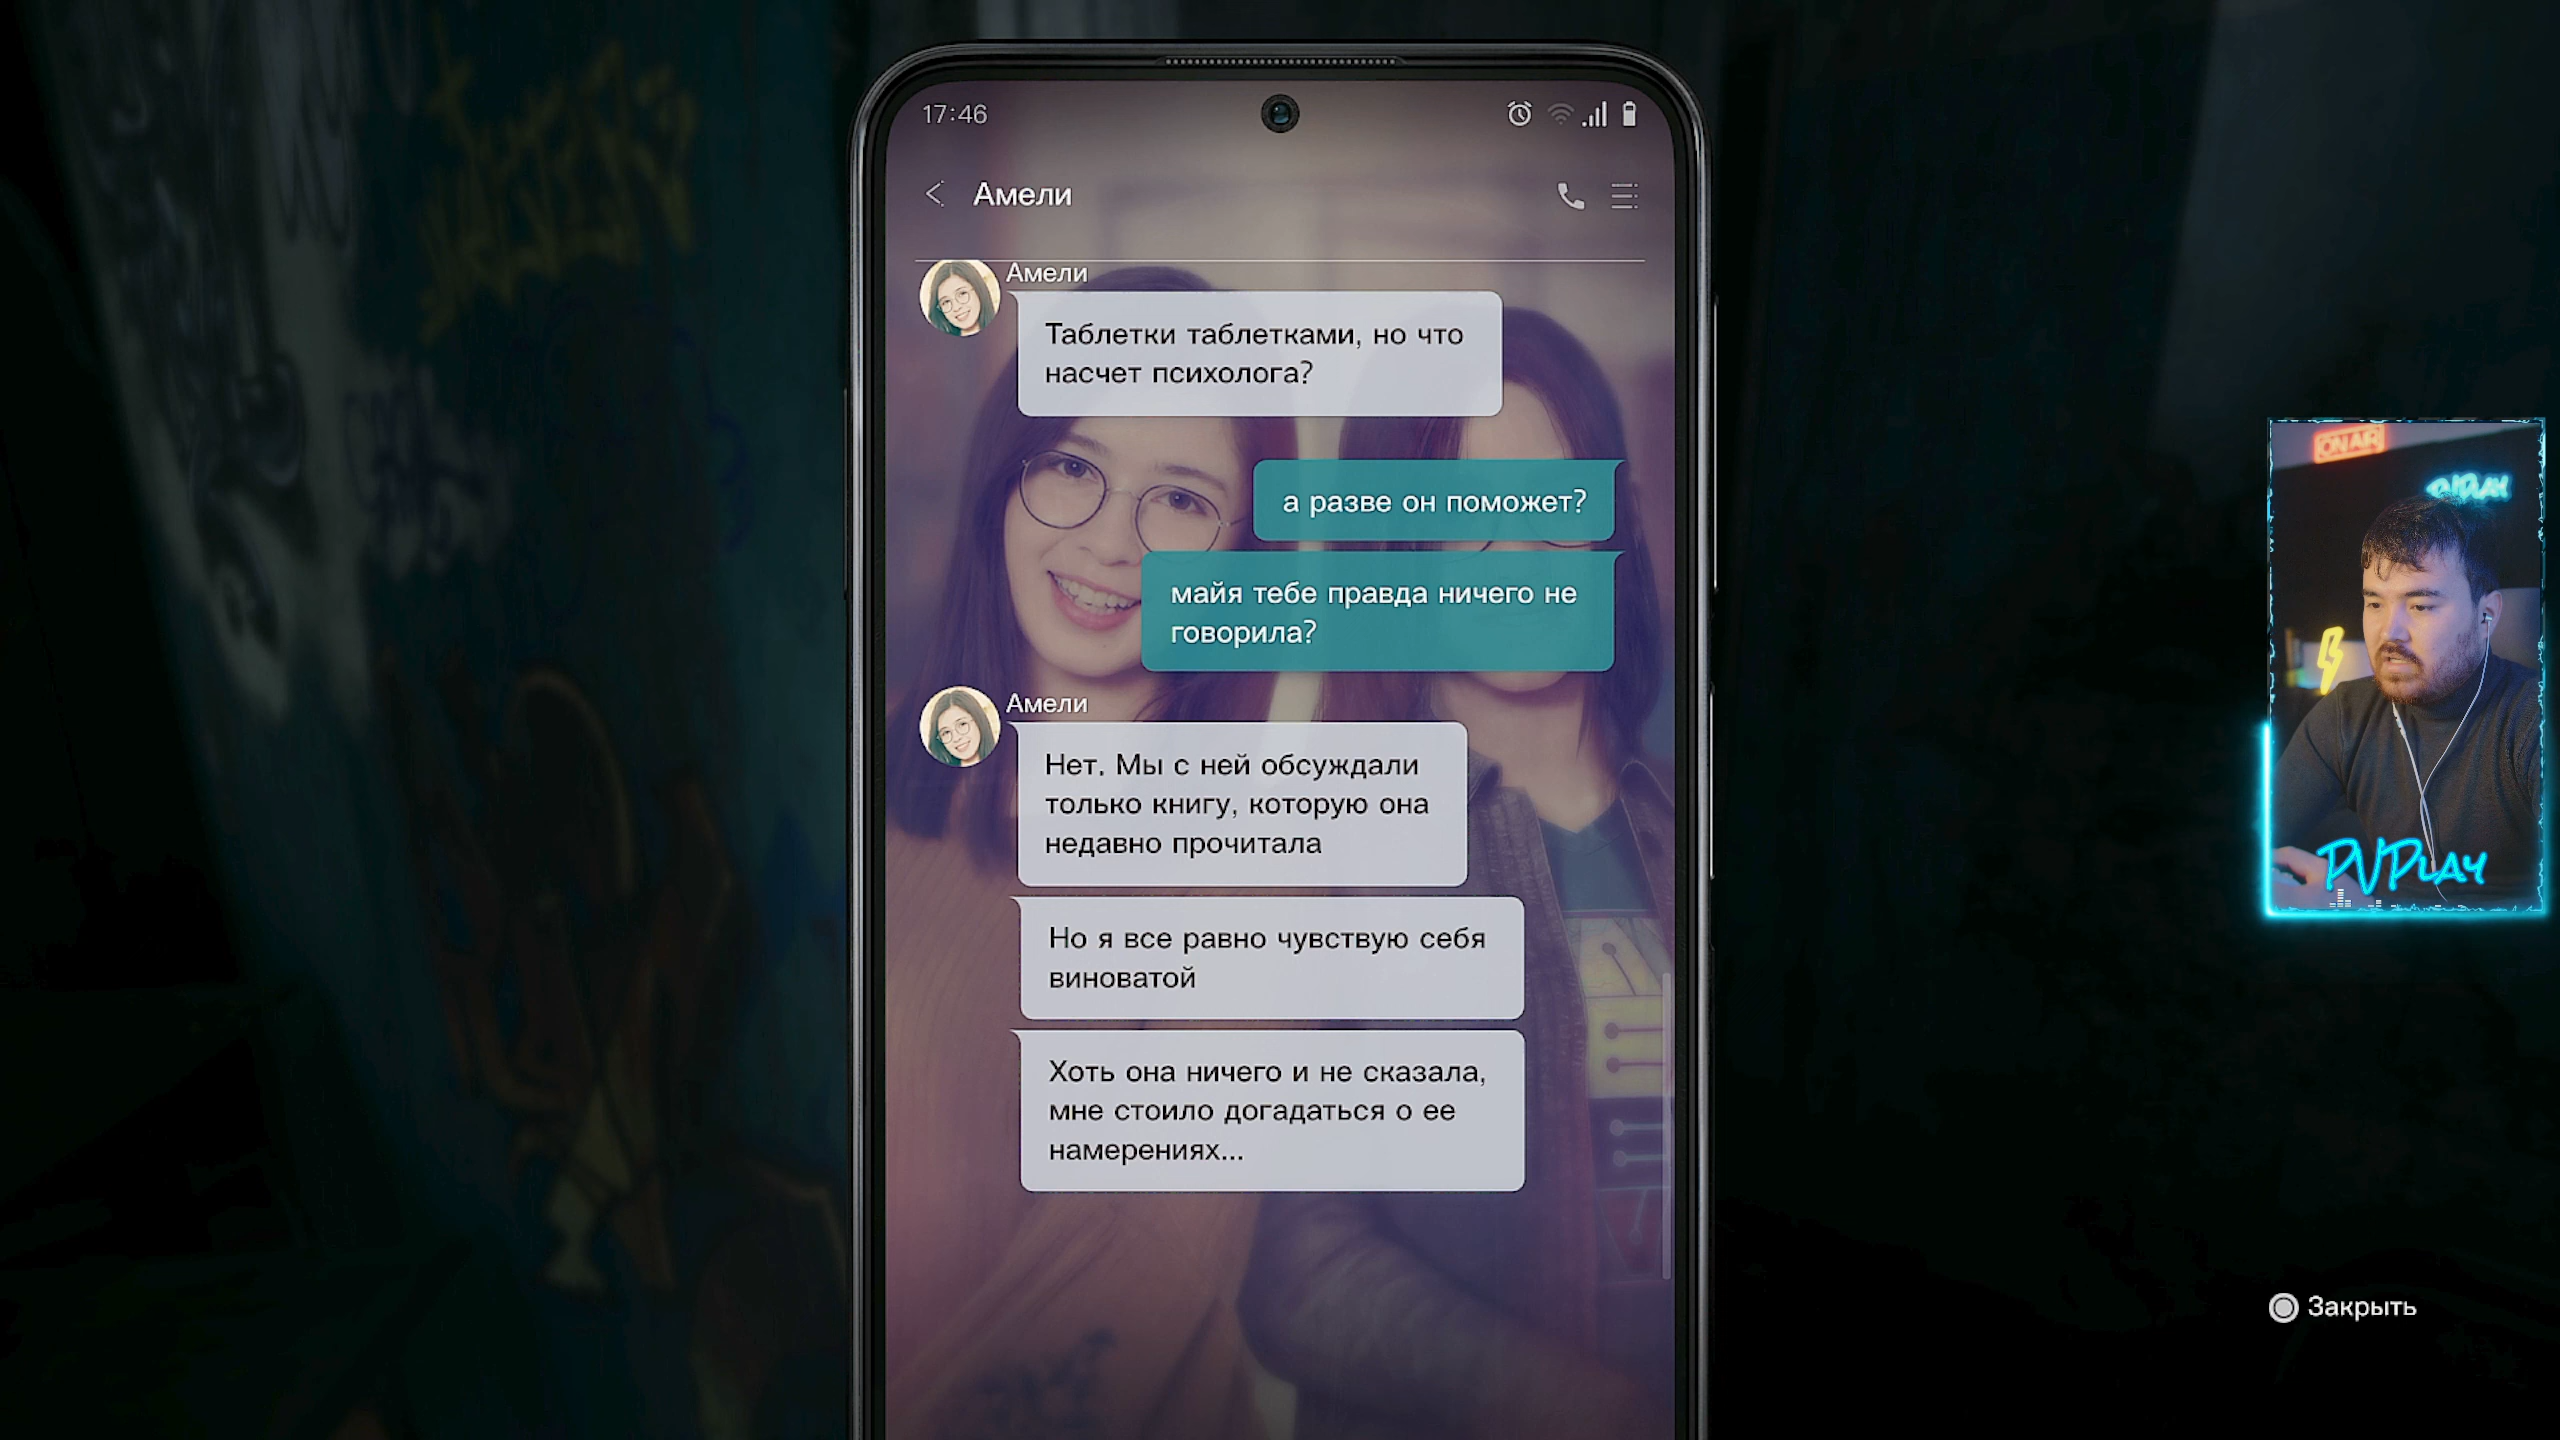 17:46
Амели
Амели
Таблетки таблетками, но что
насчет психолога?
а разве он поможет?
майя тебе правда ничего не
говорила?
Амели
Нет. Мы с ней обсуждали
только книгу, которую она
недавно прочитала
Но я все равно чувствую себя
виноватой
Хоть она ничего и не сказала,
мне стоило догадаться о ее
намерениях...
ON AIR
PVPLAY
PVPLAY
Закрыть